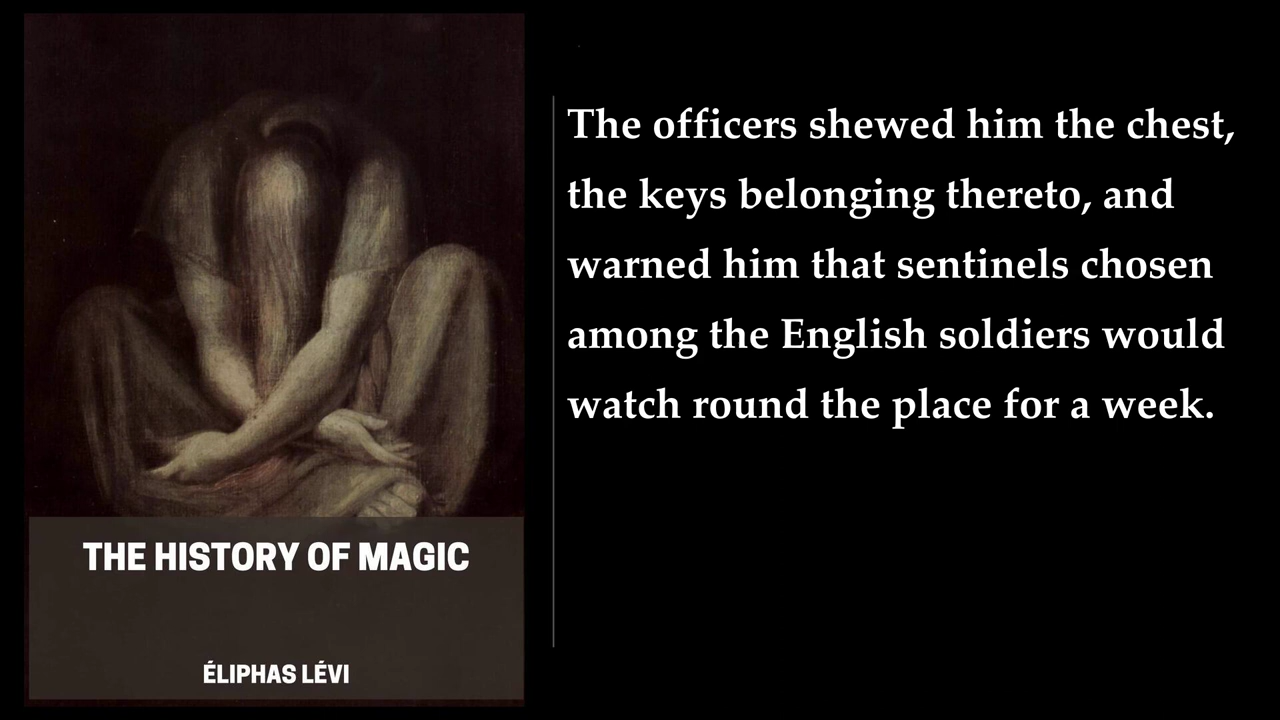 THE HISTORY OF MAGIC
ÉLIPHAS LÉVI
The officers shewed him the chest,
the keys belonging thereto, and
warned him that sentinels chosen
among the English soldiers would
watch round the place for a week.